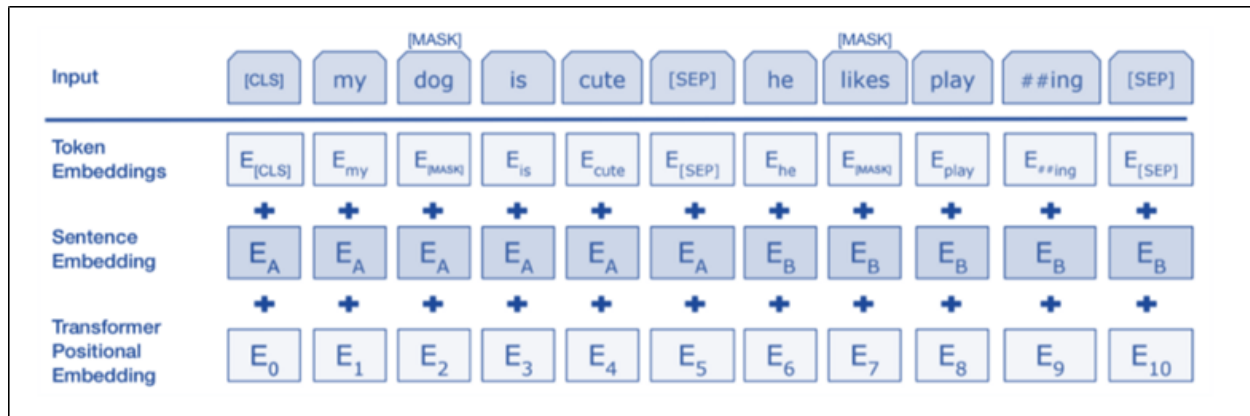 [MASK] [MASK]
Input [CLS] my dog is cute [SEP] he likes play ##ing [SEP]
Token
Embeddings E[CLS] Emy E[MASK] Eis Ecute E[SEP] Ehe E[MASK] Eplay E##ing E[SEP]
+ + + + + + + + + + +
Sentence
Embedding EA EA EA EA EA EA EB EB EB EB EB
+ + + + + + + + + + +
Transformer
Positional
Embedding E0 E1 E2 E3 E4 E5 E6 E7 E8 E9 E10